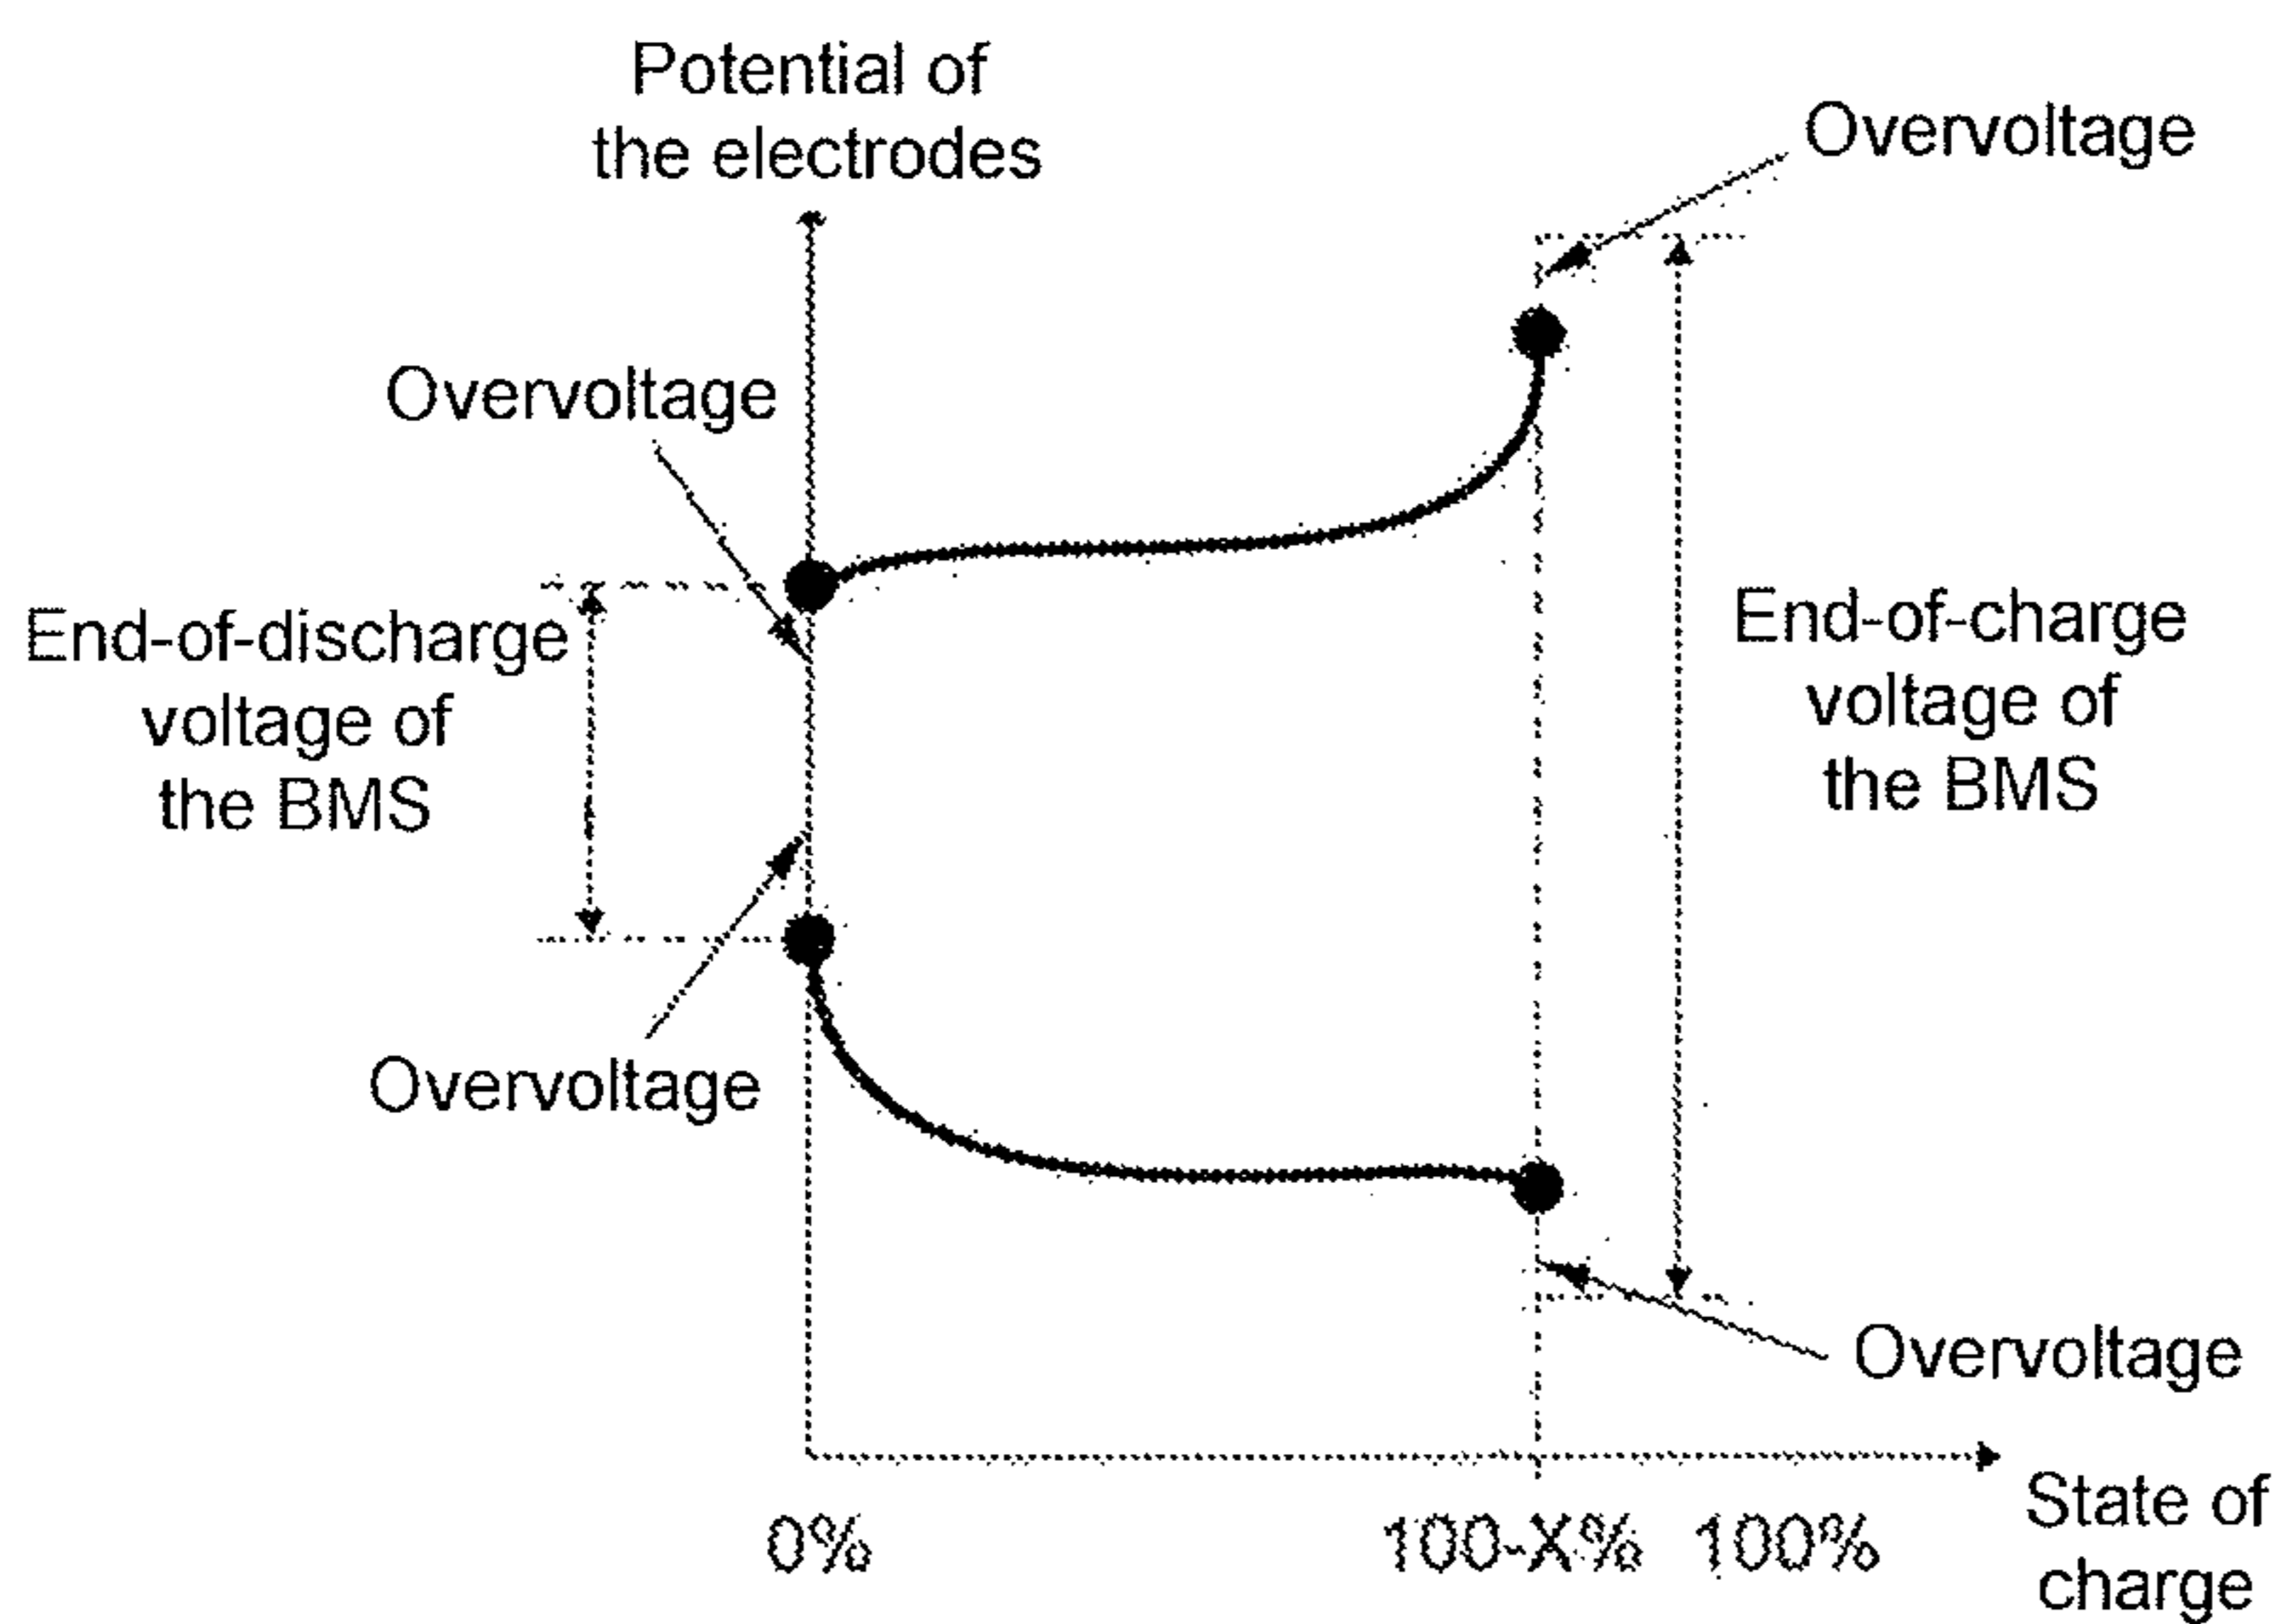 Potential of
the electrodes
Overvoltage
Overvoltage
End-of-discharge
voltage of
the BMS
End-of-charge
voltage of
the BMS
Overvoltage
Overvoltage
0%
100-X%
100%
State of
charge